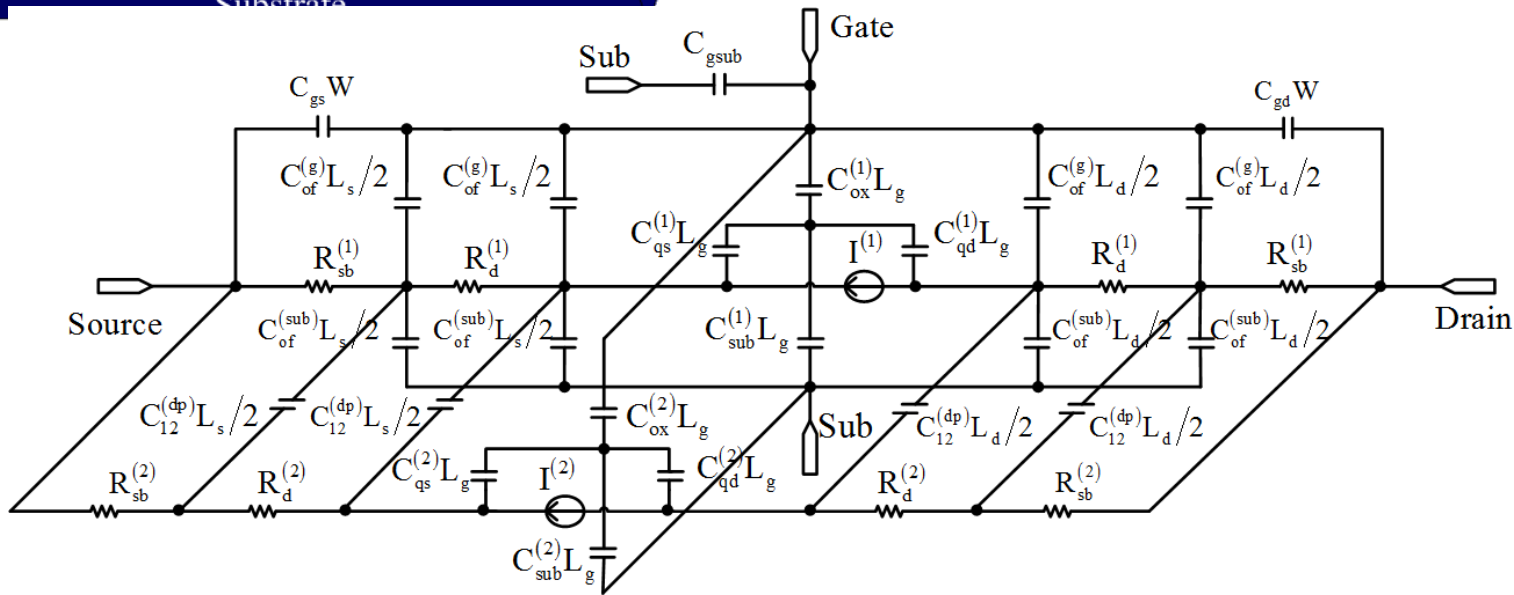 Substrate
Gate
Sub
C_gsub
C_gs W
C_gd W
C_of^(g) L_s/2
C_of^(g) L_s/2
C_ox^(1) L_g
C_of^(g) L_d/2
C_of^(g) L_d/2
C_qs^(1) L_g
I^(1)
C_qd^(1) L_g
R_sb^(1)
R_d^(1)
R_d^(1)
R_sb^(1)
Source
C_of^(sub) L_s/2
C_of^(sub) L_s/2
C_sub^(1) L_g
C_of^(sub) L_d/2
C_of^(sub) L_d/2
Drain
C_12^(dp) L_s/2
C_12^(dp) L_s/2
C_ox^(2) L_g
Sub
C_12^(dp) L_d/2
C_12^(dp) L_d/2
R_sb^(2)
R_d^(2)
C_qs^(2) L_g
I^(2)
C_qd^(2) L_g
R_d^(2)
R_sb^(2)
C_sub^(2) L_g